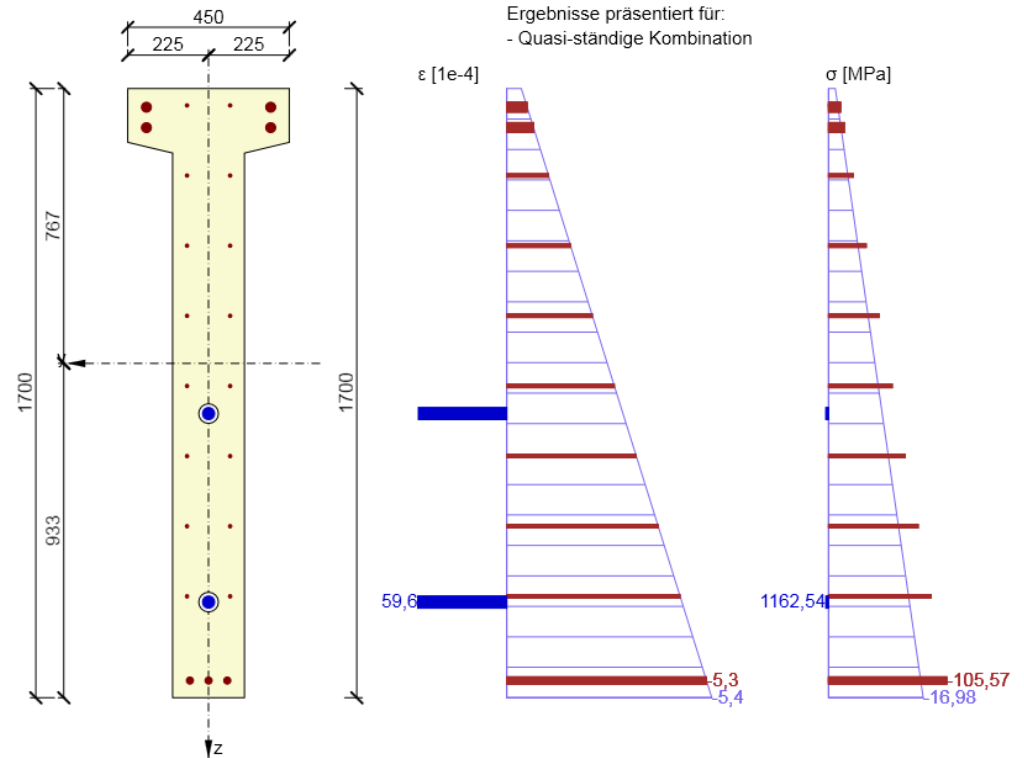 Ergebnisse präsentiert für:
- Quasi-ständige Kombination
450
225
225
ε [1e-4]
σ [MPa]
767
1700
1700
933
59,6
1162,54
-5,3
-5,4
-105,57
-16,98
z